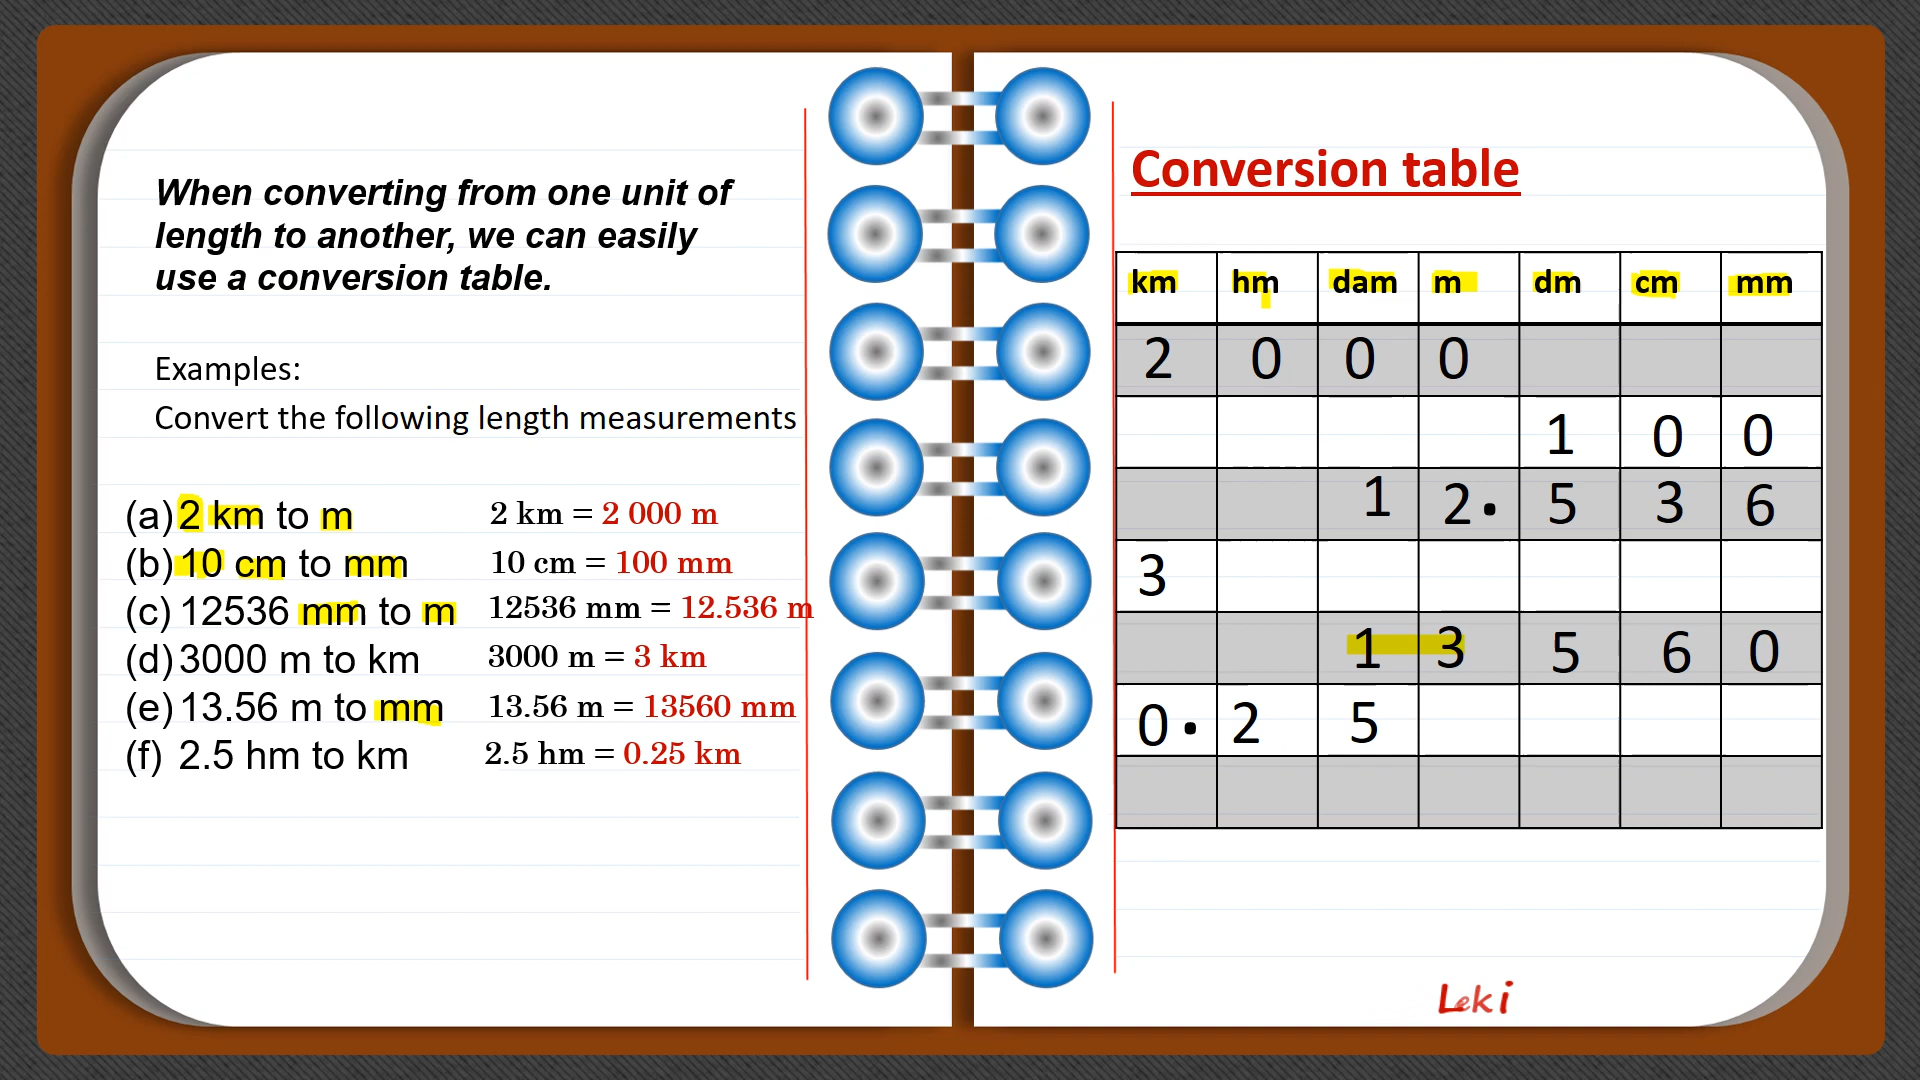 When converting from one unit of
length to another, we can easily
use a conversion table.
Examples:
Convert the following length measurements
(a) 2 km to m 2 km = 2 000 m
(b) 10 cm to mm 10 cm = 100 mm
(c) 12536 mm to m 12536 mm = 12.536 m
(d) 3000 m to km 3000 m = 3 km
(e) 13.56 m to mm 13.56 m = 13560 mm
(f) 2.5 hm to km 2.5 hm = 0.25 km
Conversion table
km hm dam m dm cm mm
2 0 0 0
1 0 0
1 2 . 5 3 6
3
1 3 5 6 0
0 . 2 5
Leki